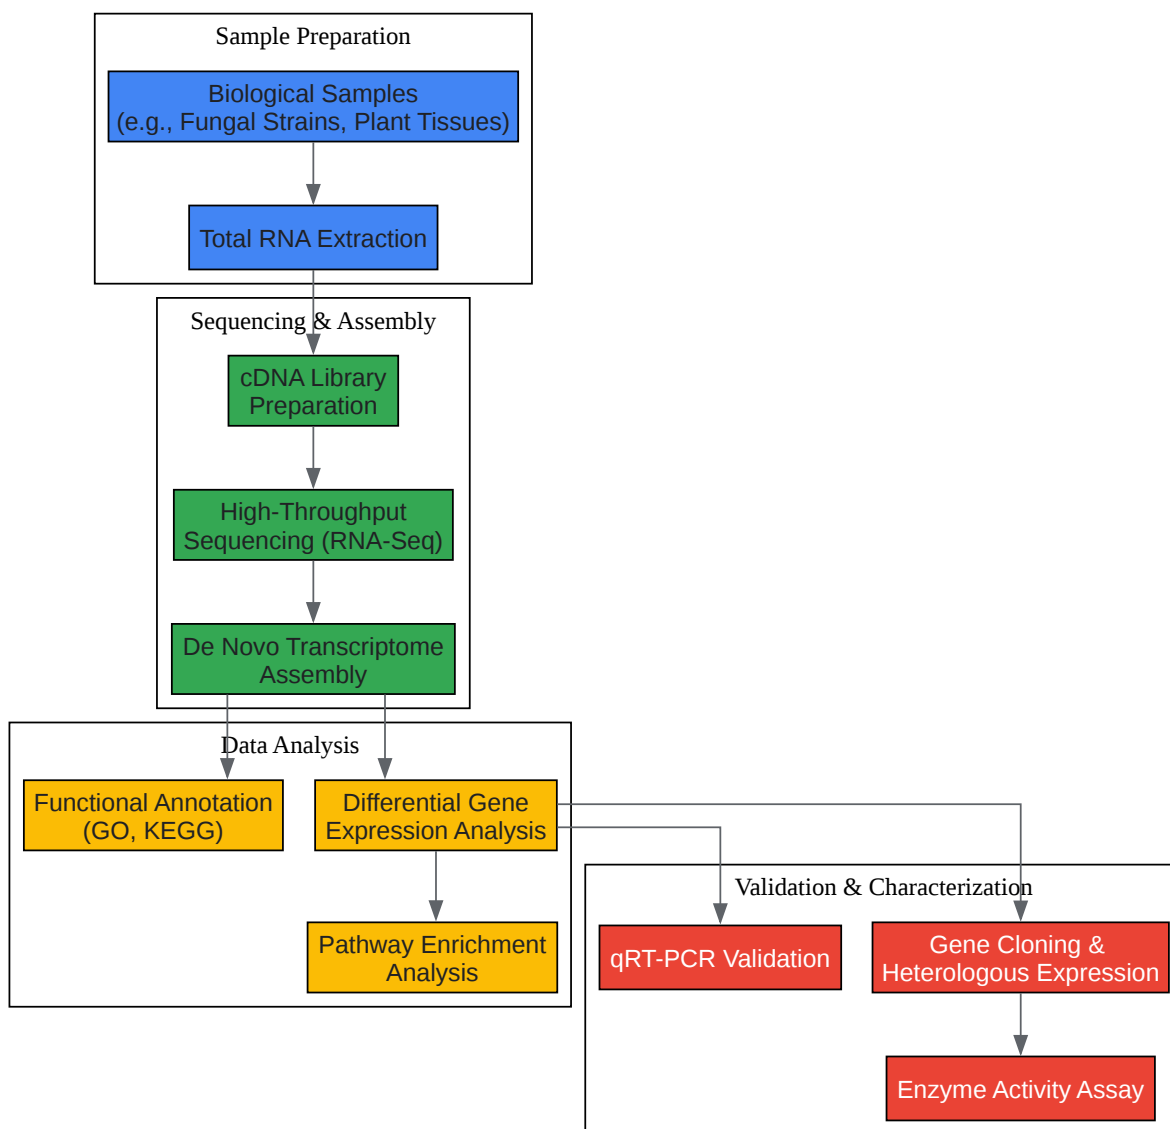 Sample Preparation
Biological Samples
(e.g., Fungal Strains, Plant Tissues)
Total RNA Extraction
Sequencing & Assembly
cDNA Library
Preparation
High-Throughput
Sequencing (RNA-Seq)
De Novo Transcriptome
Assembly
Data Analysis
Functional Annotation
(GO, KEGG)
Differential Gene
Expression Analysis
Pathway Enrichment
Analysis
Validation & Characterization
qRT-PCR Validation
Gene Cloning &
Heterologous Expression
Enzyme Activity Assay